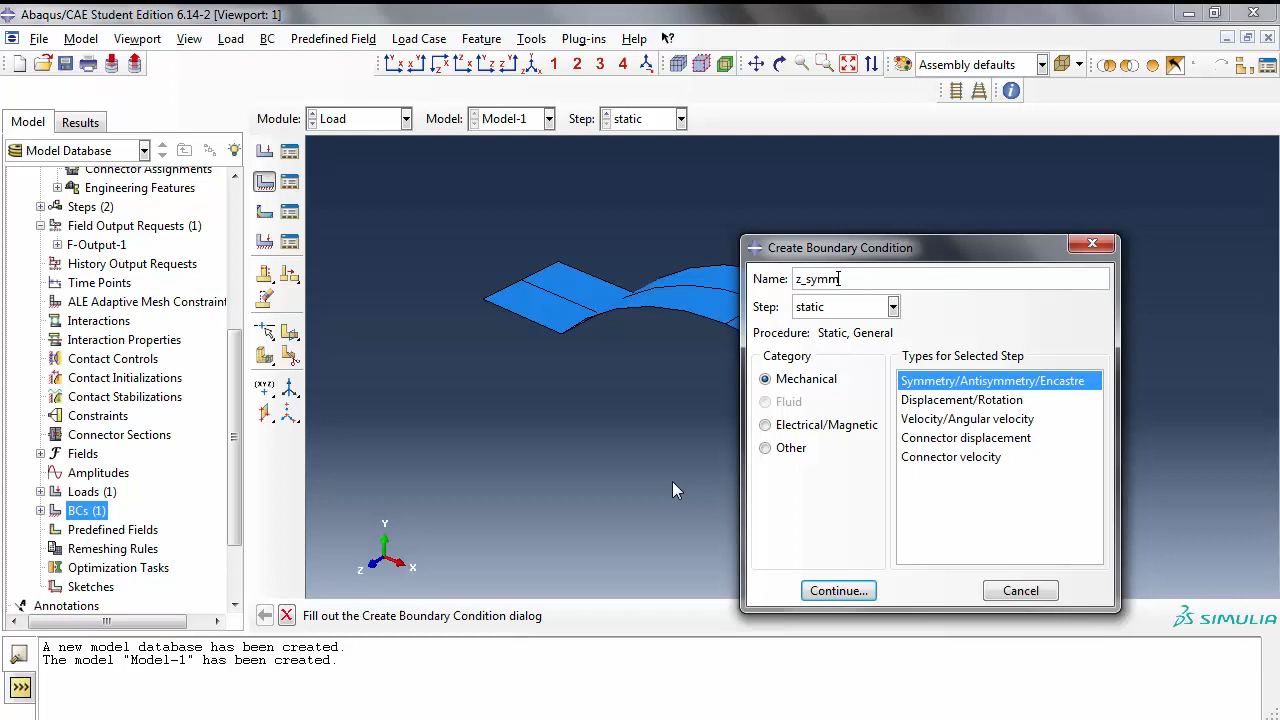 Abaqus/CAE Student Edition 6.14-2 [Viewport: 1]
File Model Viewport View Load BC Predefined Field Load Case Feature Tools Plug-ins Help
1 2 3 4 Assembly defaults
Model Results Module: Load Model: Model-1 Step: static
Model Database
Connector Assignments
Engineering Features
Steps (2)
Field Output Requests (1)
F-Output-1
History Output Requests
Time Points
ALE Adaptive Mesh Constraint
Interactions
Interaction Properties
Contact Controls
Contact Initializations
Contact Stabilizations
Constraints
Connector Sections
Fields
Amplitudes
Loads (1)
BCs (1)
Predefined Fields
Remeshing Rules
Optimization Tasks
Sketches
Annotations
(XYZ)
Y
Z X
Create Boundary Condition
Name: z_symm
Step: static
Procedure: Static, General
Category
Mechanical
Fluid
Electrical/Magnetic
Other
Types for Selected Step
Symmetry/Antisymmetry/Encastre
Displacement/Rotation
Velocity/Angular velocity
Connector displacement
Connector velocity
Continue... Cancel
Fill out the Create Boundary Condition dialog
SIMULIA
A new model database has been created.
The model "Model-1" has been created.
>>>